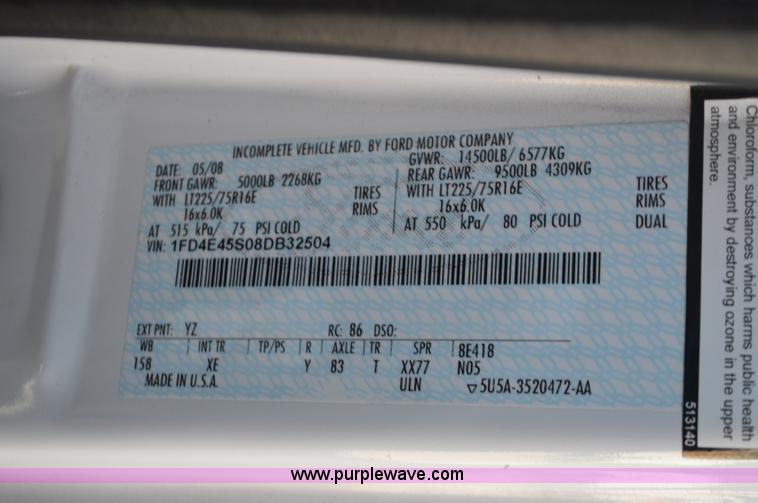 INCOMPLETE VEHICLE MFD. BY FORD MOTOR COMPANY
DATE: 05/08 GVWR: 14500LB/ 6577KG
FRONT GAWR: 5000LB 2268KG REAR GAWR: 9500LB 4309KG
WITH LT225/75R16E TIRES WITH LT225/75R16E TIRES
16x6.0K RIMS 16x6.0K RIMS
AT 515 kPa/ 75 PSI COLD AT 550 kPa/ 80 PSI COLD DUAL
VIN: 1FD4E45S08DB32504
EXT PNT: YZ RC: 86 DSO:
WB INT TR TP/PS R AXLE TR SPR 8E418
158 XE Y 83 T XX77 N05
MADE IN U.S.A. ULN ▽5U5A-3520472-AA
Chloroform, substances which harms public health
and environment by destroying ozone in the upper
atmosphere.
513140
www.purplewave.com